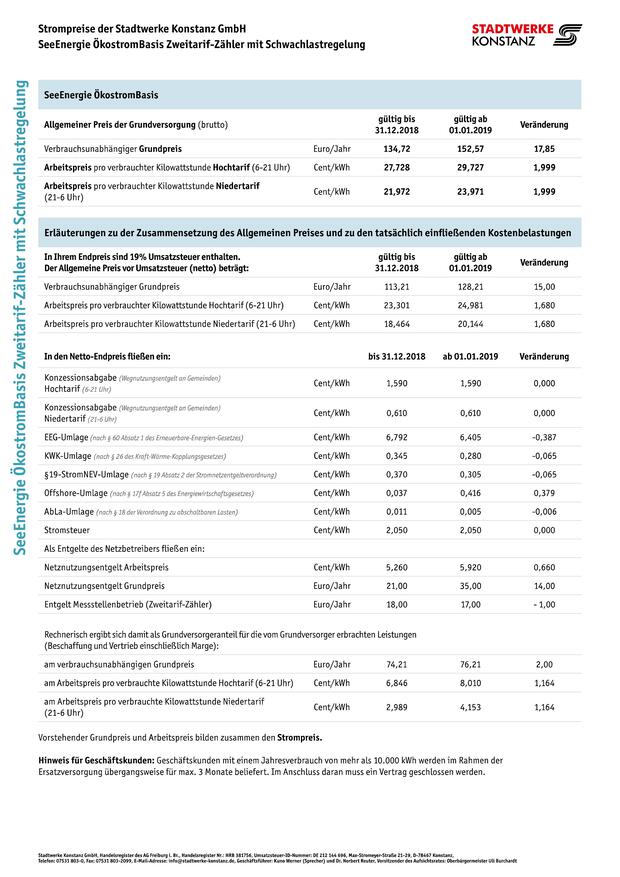 Strompreise der Stadtwerke Konstanz GmbH
SeeEnergie ÖkostromBasis Zweitarif-Zähler mit Schwachlastregelung
STADTWERKE
KONSTANZ
SeeEnergie ÖkostromBasis Zweitarif-Zähler mit Schwachlastregelung
SeeEnergie ÖkostromBasis
Allgemeiner Preis der Grundversorgung (brutto) gültig bis 31.12.2018 gültig ab 01.01.2019 Veränderung
Verbrauchsunabhängiger Grundpreis Euro/Jahr 134,72 152,57 17,85
Arbeitspreis pro verbrauchter Kilowattstunde Hochtarif (6-21 Uhr) Cent/kWh 27,728 29,727 1,999
Arbeitspreis pro verbrauchter Kilowattstunde Niedertarif
(21-6 Uhr) Cent/kWh 21,972 23,971 1,999
Erläuterungen zu der Zusammensetzung des Allgemeinen Preises und zu den tatsächlich einfließenden Kostenbelastungen
In Ihrem Endpreis sind 19% Umsatzsteuer enthalten.
Der Allgemeine Preis vor Umsatzsteuer (netto) beträgt: gültig bis 31.12.2018 gültig ab 01.01.2019 Veränderung
Verbrauchsunabhängiger Grundpreis Euro/Jahr 113,21 128,21 15,00
Arbeitspreis pro verbrauchter Kilowattstunde Hochtarif (6-21 Uhr) Cent/kWh 23,301 24,981 1,680
Arbeitspreis pro verbrauchter Kilowattstunde Niedertarif (21-6 Uhr) Cent/kWh 18,464 20,144 1,680
In den Netto-Endpreis fließen ein: bis 31.12.2018 ab 01.01.2019 Veränderung
Konzessionsabgabe (Wegnutzungsentgelt an Gemeinden)
Hochtarif (6-21 Uhr) Cent/kWh 1,590 1,590 0,000
Konzessionsabgabe (Wegnutzungsentgelt an Gemeinden)
Niedertarif (21-6 Uhr) Cent/kWh 0,610 0,610 0,000
EEG-Umlage (nach § 60 Absatz 1 des Erneuerbare-Energien-Gesetzes) Cent/kWh 6,792 6,405 -0,387
KWK-Umlage (nach § 26 des Kraft-Wärme-Kopplungsgesetzes) Cent/kWh 0,345 0,280 -0,065
§19-StromNEV-Umlage (nach § 19 Absatz 2 der Stromnetzentgeltverordnung) Cent/kWh 0,370 0,305 -0,065
Offshore-Umlage (nach § 17f Absatz 5 des Energiewirtschaftsgesetzes) Cent/kWh 0,037 0,416 0,379
AbLa-Umlage (nach § 18 der Verordnung zu abschaltbaren Lasten) Cent/kWh 0,011 0,005 -0,006
Stromsteuer Cent/kWh 2,050 2,050 0,000
Als Entgelte des Netzbetreibers fließen ein:
Netznutzungsentgelt Arbeitspreis Cent/kWh 5,260 5,920 0,660
Netznutzungsentgelt Grundpreis Euro/Jahr 21,00 35,00 14,00
Entgelt Messstellenbetrieb (Zweitarif-Zähler) Euro/Jahr 18,00 17,00 - 1,00
Rechnerisch ergibt sich damit als Grundversorgeranteil für die vom Grundversorger erbrachten Leistungen
(Beschaffung und Vertrieb einschließlich Marge):
am verbrauchsunabhängigen Grundpreis Euro/Jahr 74,21 76,21 2,00
am Arbeitspreis pro verbrauchte Kilowattstunde Hochtarif (6-21 Uhr) Cent/kWh 6,846 8,010 1,164
am Arbeitspreis pro verbrauchte Kilowattstunde Niedertarif
(21-6 Uhr) Cent/kWh 2,989 4,153 1,164
Vorstehender Grundpreis und Arbeitspreis bilden zusammen den Strompreis.
Hinweis für Geschäftskunden: Geschäftskunden mit einem Jahresverbrauch von mehr als 10.000 kWh werden im Rahmen der
Ersatzversorgung übergangsweise für max. 3 Monate beliefert. Im Anschluss daran muss ein Vertrag geschlossen werden.
Stadtwerke Konstanz GmbH, Handelsregister des AG Freiburg i. Br., Handelsregister Nr.: HRB 381756, Umsatzsteuer-ID-Nummer: DE 212 144 696, Max-Stromeyer-Straße 21-29, D-78467 Konstanz,
Telefon: 07531 803-0, Fax: 07531 803-2099, E-Mail-Adresse: info@stadtwerke-konstanz.de, Geschäftsführer: Kuno Werner (Sprecher) und Dr. Norbert Reuter, Vorsitzender des Aufsichtsrates: Oberbürgermeister Uli Burchardt